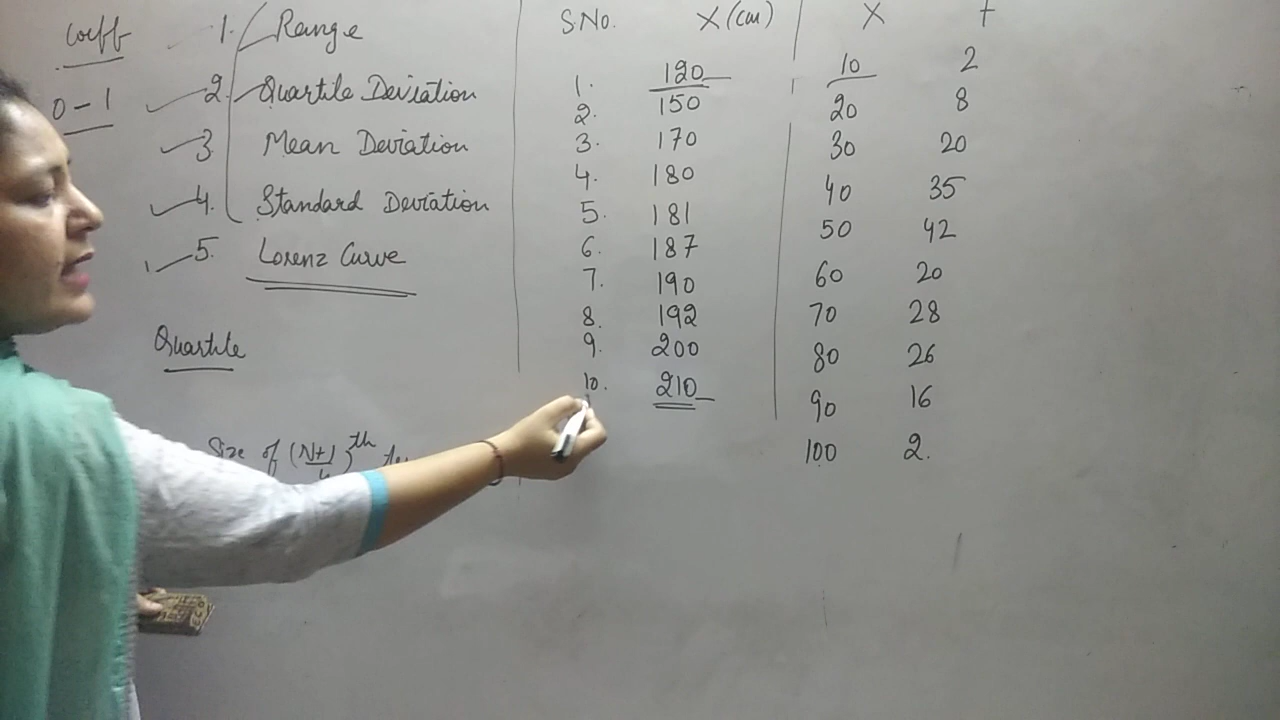 coeff
0 - 1
1. Range
2. Quartile Deviation
3. Mean Deviation
4. Standard Deviation
5. Lorenz Curve
Quartile
Size of (N+1/4)th
S.No. X (cm)
1. 120
2. 150
3. 170
4. 180
5. 181
6. 187
7. 190
8. 192
9. 200
10. 210
X f
10 2
20 8
30 20
40 35
50 42
60 20
70 28
80 26
90 16
100 2.